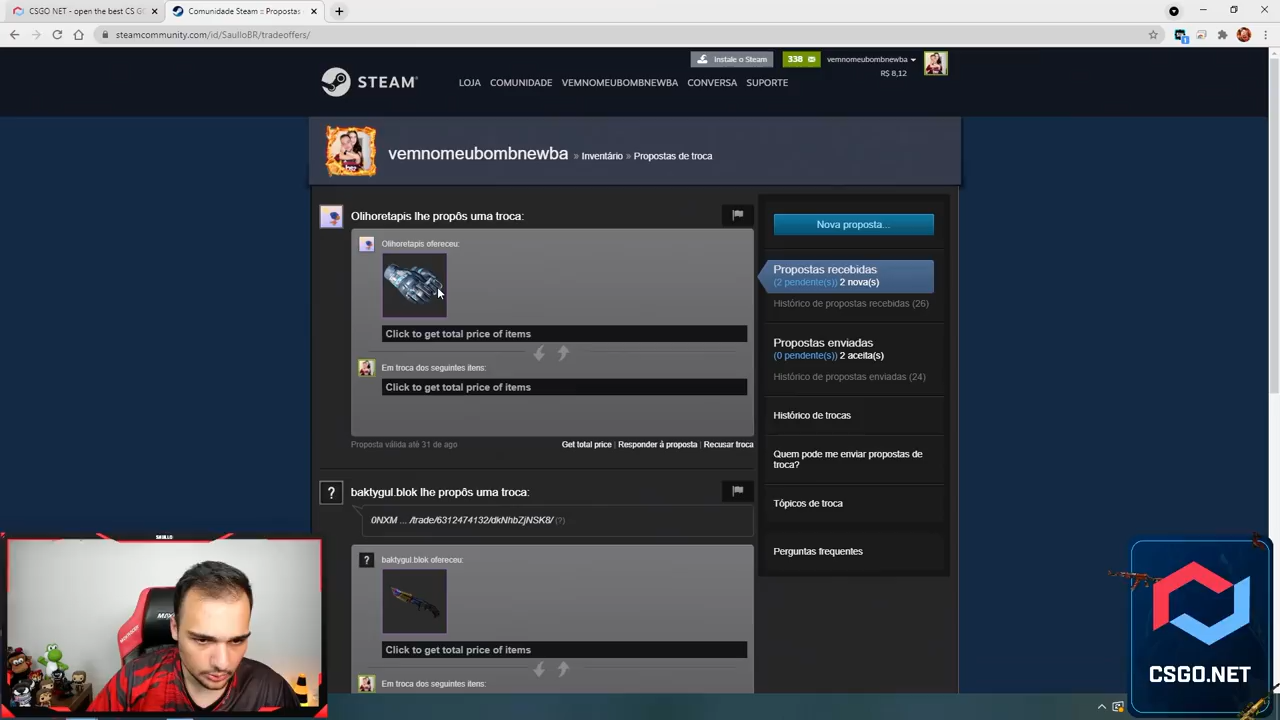 CSGO.NET - open the best CS G
Comunidade Steam :: Propostas
steamcommunity.com/id/SaulloBR/tradeoffers/
STEAM
LOJA COMUNIDADE VEMNOMEUBOMBNEWBA CONVERSA SUPORTE
Instale o Steam
338
vemnomeubombnewba
R$ 8,12
vemnomeubombnewba » Inventário » Propostas de troca
Olihoretapis lhe propôs uma troca:
Olihoretapis ofereceu:
Click to get total price of items
Em troca dos seguintes itens:
Click to get total price of items
Proposta válida até 31 de ago
Get total price | Responder à proposta | Recusar troca
baktygul.blok lhe propôs uma troca:
0NXM ... /trade/6312474132/dkNhbZjNSK8/ (?)
?
baktygul.blok ofereceu:
?
Click to get total price of items
Em troca dos seguintes itens:
Nova proposta...
Propostas recebidas
(2 pendente(s)) 2 nova(s)
Histórico de propostas recebidas (26)
Propostas enviadas
(0 pendente(s)) 2 aceita(s)
Histórico de propostas enviadas (24)
Histórico de trocas
Quem pode me enviar propostas de
troca?
Tópicos de troca
Perguntas frequentes
SAULLO
CSGO.NET